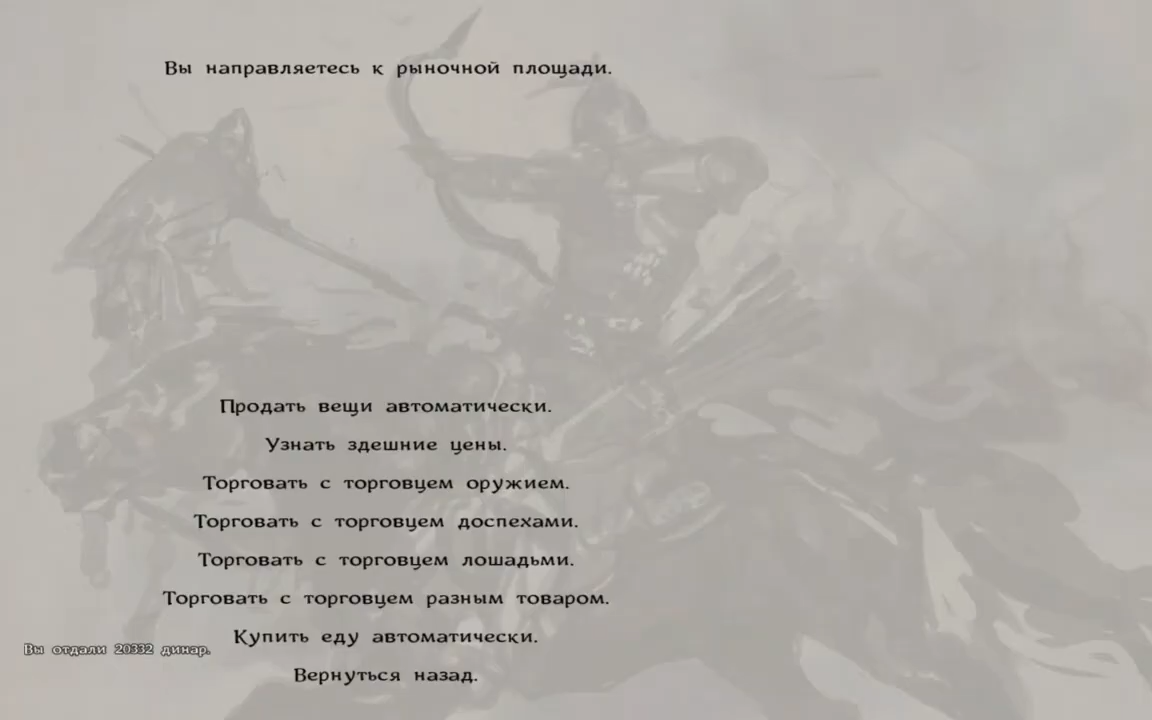 Вы направляетесь к рыночной площади.
Продать вещи автоматически.
Узнать здешние цены.
Торговать с торговцем оружием.
Торговать с торговцем доспехами.
Торговать с торговцем лошадьми.
Торговать с торговцем разным товаром.
Купить еду автоматически.
Вы отдали 20332 динар.
Вернуться назад.